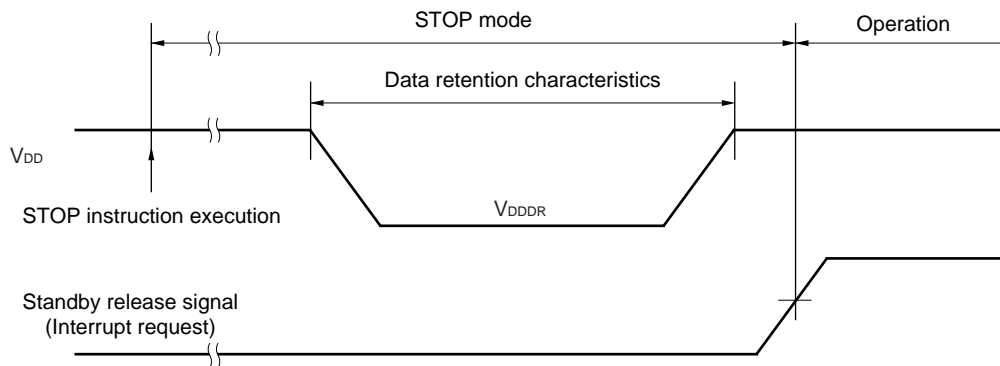 STOP mode
Operation
Data retention characteristics
VDD
STOP instruction execution
VDDDR
Standby release signal
(Interrupt request)